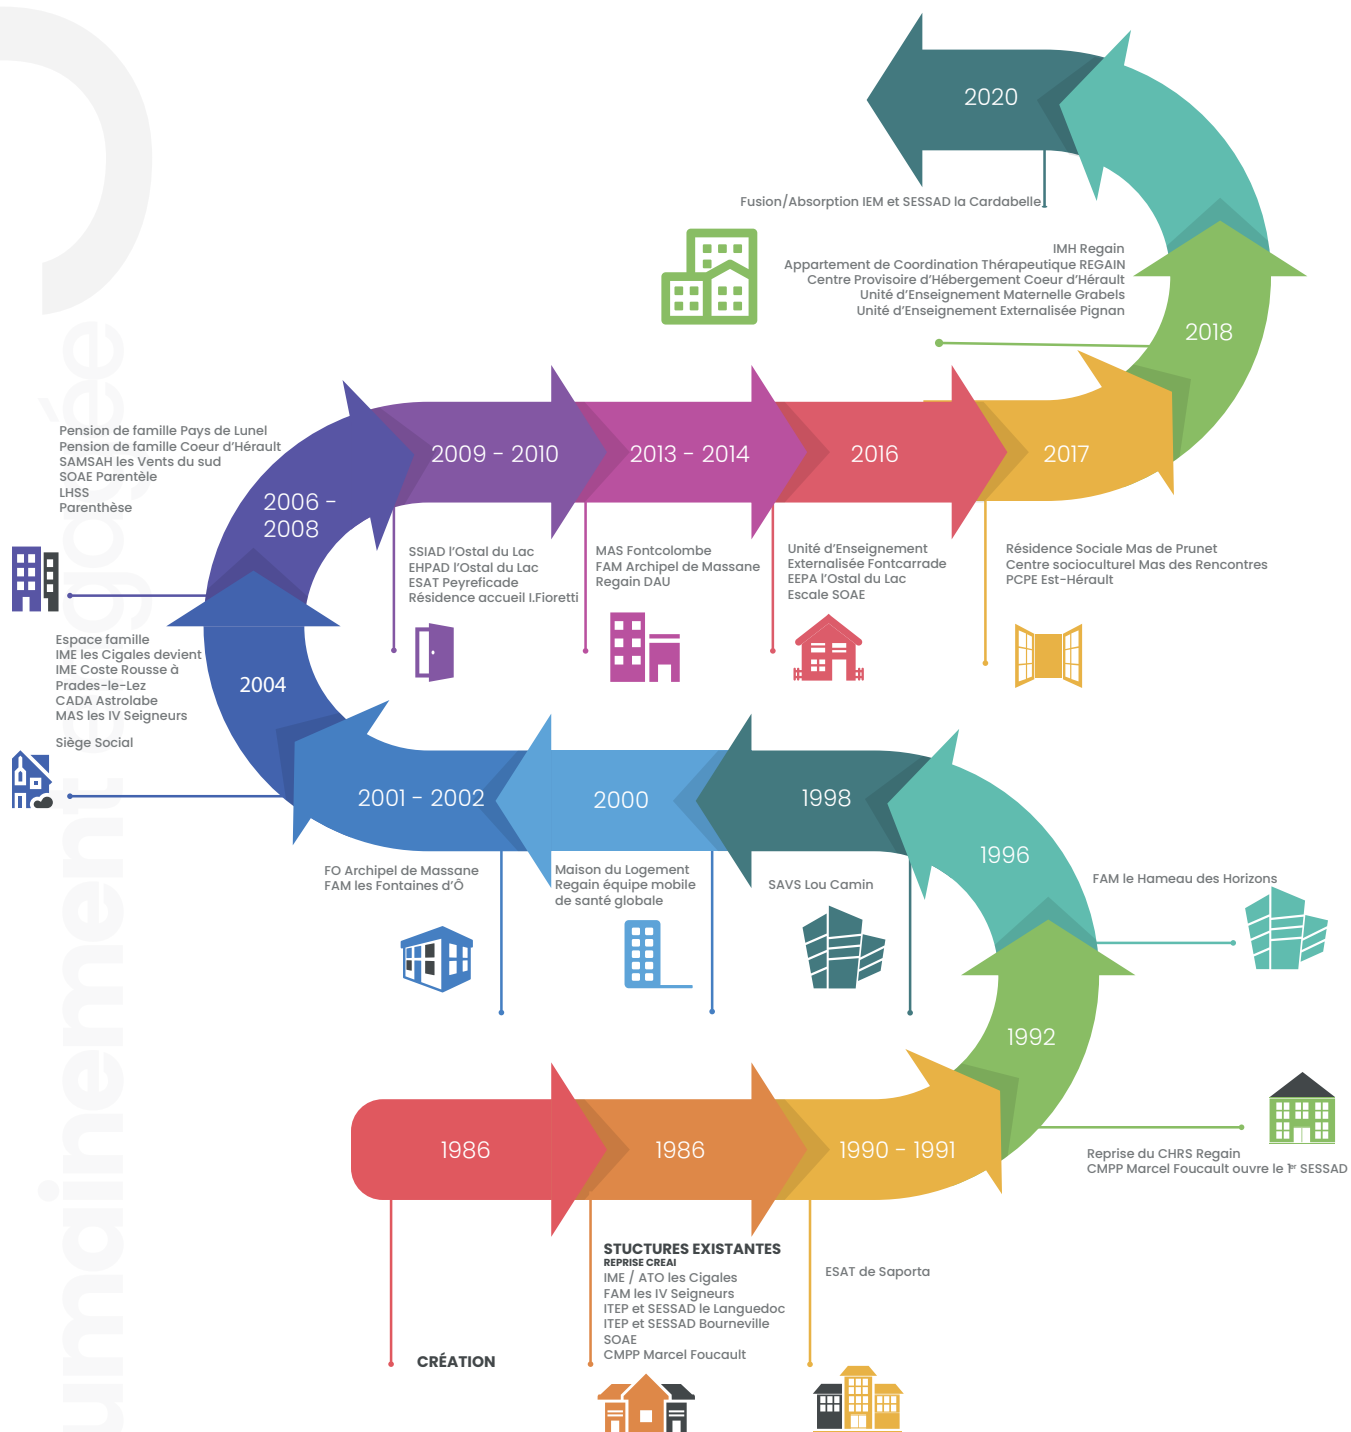 2020
Fusion/Absorption IEM et SESSAD la Cardabelle
IMH Regain
Appartement de Coordination Thérapeutique REGAIN
Centre Provisoire d'Hébergement Coeur d'Hérault
Unité d'Enseignement Maternelle Grabels
Unité d'Enseignement Externalisée Pignan
2018
Pension de famille Pays de Lunel
Pension de famille Coeur d'Hérault
SAMSAH les Vents du sud
SOAE Parentèle
LHSS
Parenthèse
2006 -
2008
2009 - 2010
2013 - 2014
2016
2017
SSIAD l'Ostal du Lac
EHPAD l'Ostal du Lac
ESAT Peyreficade
Résidence accueil I.Fioretti
MAS Fontcolombe
FAM Archipel de Massane
Regain DAU
Unité d'Enseignement
Externalisée Fontcarrade
EEPA l'Ostal du Lac
Escale SOAE
Résidence Sociale Mas de Prunet
Centre socioculturel Mas des Rencontres
PCPE Est-Hérault
Espace famille
IME les Cigales devient
IME Coste Rousse à
Prades-le-Lez
CADA Astrolabe
MAS les IV Seigneurs
Siège Social
2004
2001 - 2002
2000
1998
1996
FO Archipel de Massane
FAM les Fontaines d'Ô
Maison du Logement
Regain équipe mobile
de santé globale
SAVS Lou Camin
FAM le Hameau des Horizons
1992
Reprise du CHRS Regain
CMPP Marcel Foucault ouvre le 1er SESSAD
1986
1986
1990 - 1991
CRÉATION
STUCTURES EXISTANTES
REPRISE CREAI
IME / ATO les Cigales
FAM les IV Seigneurs
ITEP et SESSAD le Languedoc
ITEP et SESSAD Bourneville
SOAE
CMPP Marcel Foucault
ESAT de Saporta
umainement